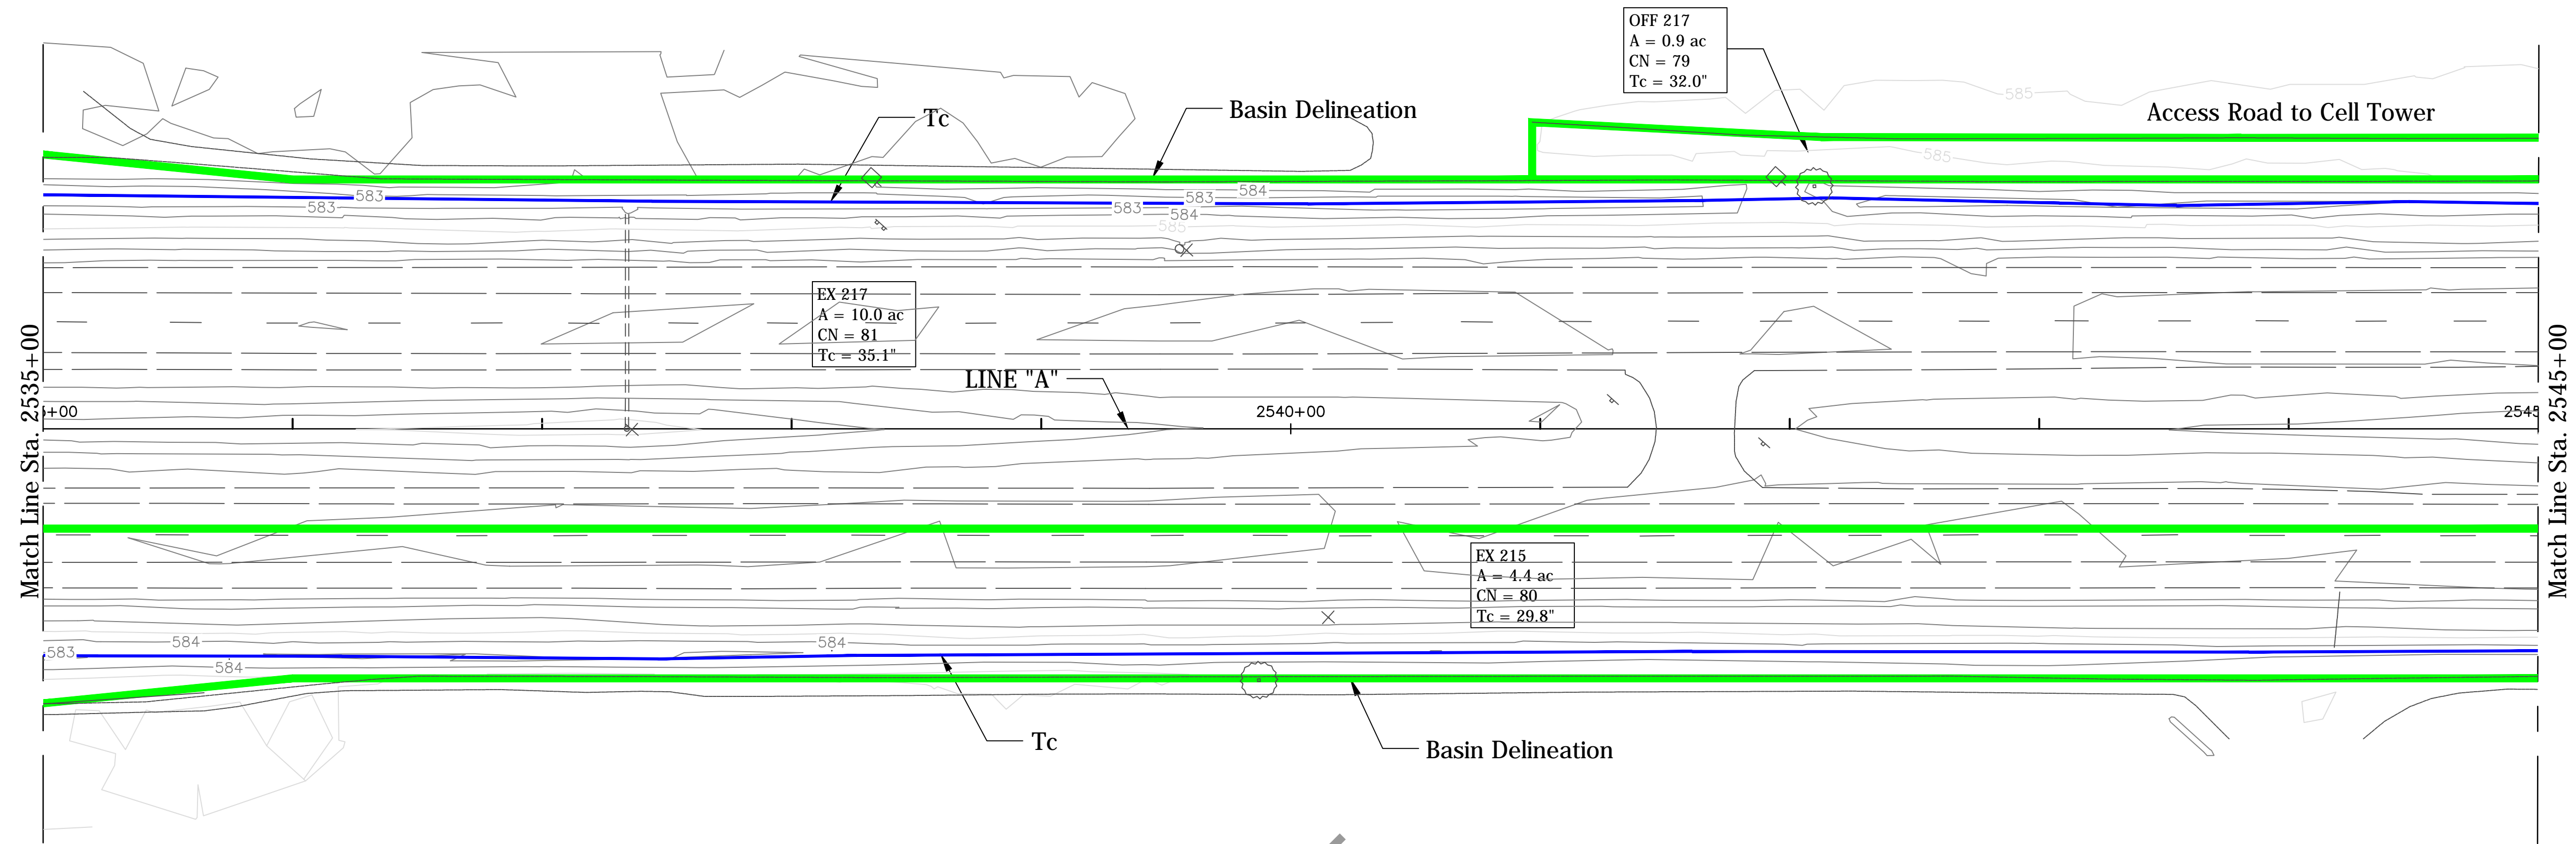 OFF 217
A = 0.9 ac
CN = 79
Tc = 32.0"
585
Access Road to Cell Tower
Basin Delineation
Tc
585
583
583
584
583
583
584
585
EX 217
A = 10.0 ac
CN = 81
Tc = 35.1"
LINE "A"
Match Line Sta. 2535+00
5+00
2540+00
2545
Match Line Sta. 2545+00
EX 215
A = 4.4 ac
CN = 80
Tc = 29.8"
584
583
584
584
Tc
Basin Delineation